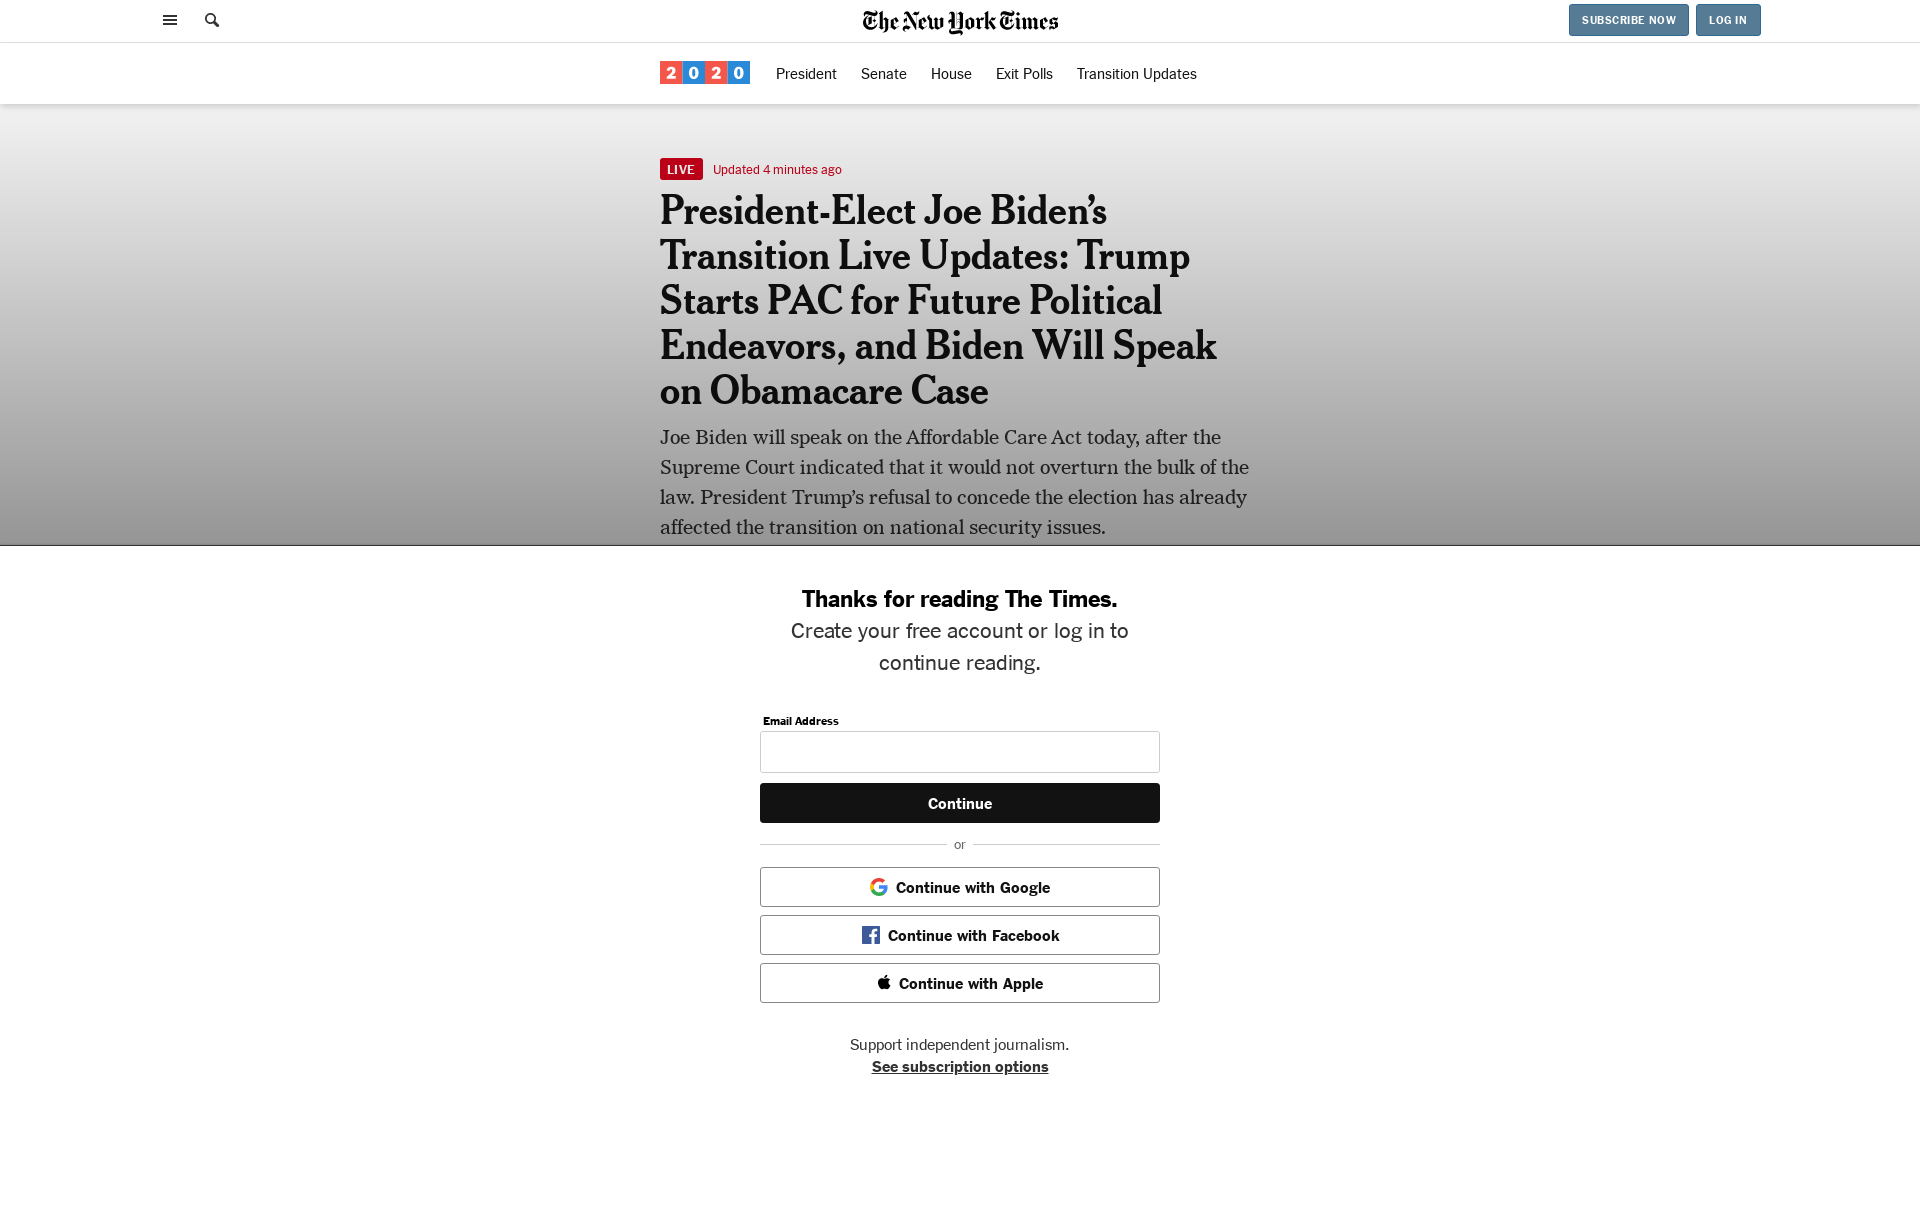 The New York Times
SUBSCRIBE NOW
LOG IN
2020
President
Senate
House
Exit Polls
Transition Updates
LIVE
Updated 4 minutes ago
President-Elect Joe Biden’s
Transition Live Updates: Trump
Starts PAC for Future Political
Endeavors, and Biden Will Speak
on Obamacare Case
Joe Biden will speak on the Affordable Care Act today, after the
Supreme Court indicated that it would not overturn the bulk of the
law. President Trump’s refusal to concede the election has already
affected the transition on national security issues.
Thanks for reading The Times.
Create your free account or log in to
continue reading.
Email Address
Continue
or
Continue with Google
Continue with Facebook
Continue with Apple
Support independent journalism.
See subscription options